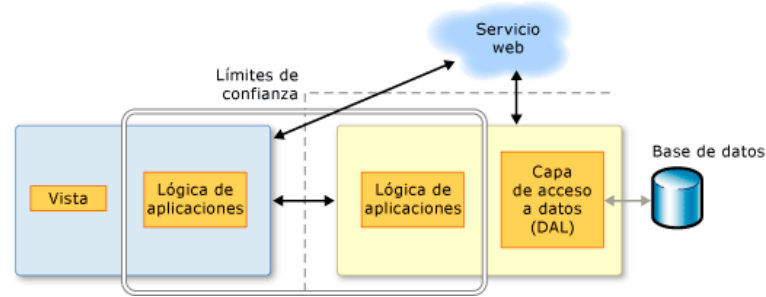 Servicio
web
Límites de
confianza
Base de datos
Vista
Lógica de
aplicaciones
Lógica de
aplicaciones
Capa
de acceso
a datos
(DAL)